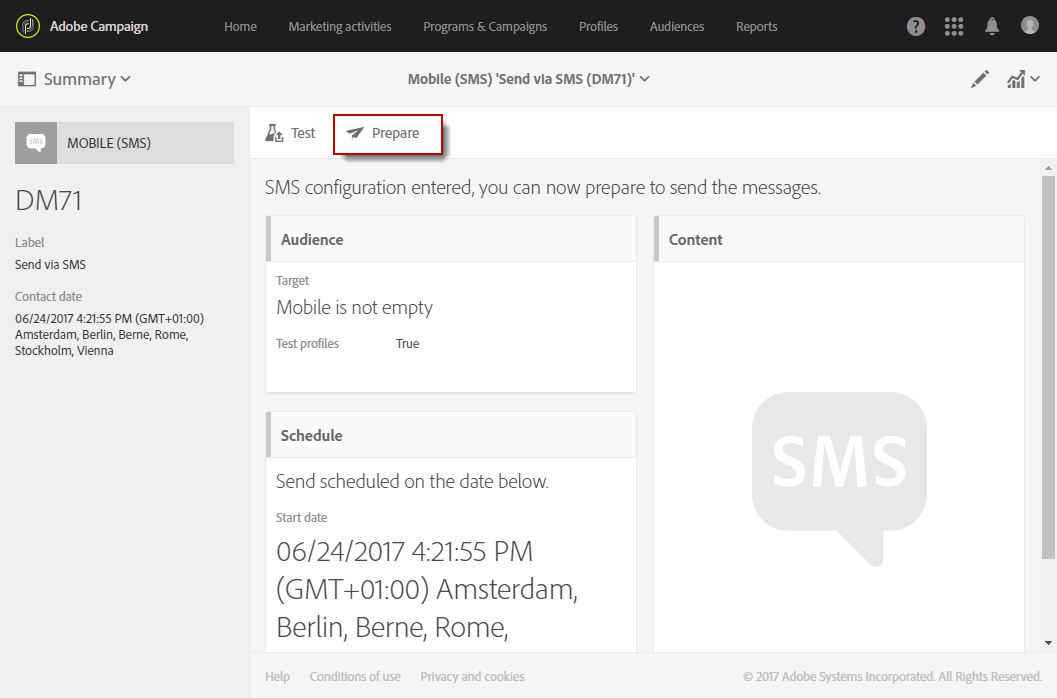 Adobe Campaign
Home
Marketing activities
Programs & Campaigns
Profiles
Audiences
Reports
?
Summary
Mobile (SMS) 'Send via SMS (DM71)'
SMS
MOBILE (SMS)
DM71
Label
Send via SMS
Contact date
06/24/2017 4:21:55 PM (GMT+01:00)
Amsterdam, Berlin, Berne, Rome,
Stockholm, Vienna
Test
Prepare
SMS configuration entered, you can now prepare to send the messages.
Audience
Target
Mobile is not empty
Test profiles
True
Schedule
Send scheduled on the date below.
Start date
06/24/2017 4:21:55 PM
(GMT+01:00) Amsterdam,
Berlin, Berne, Rome,
Content
SMS
Help
Conditions of use
Privacy and cookies
© 2017 Adobe Systems Incorporated. All Rights Reserved.